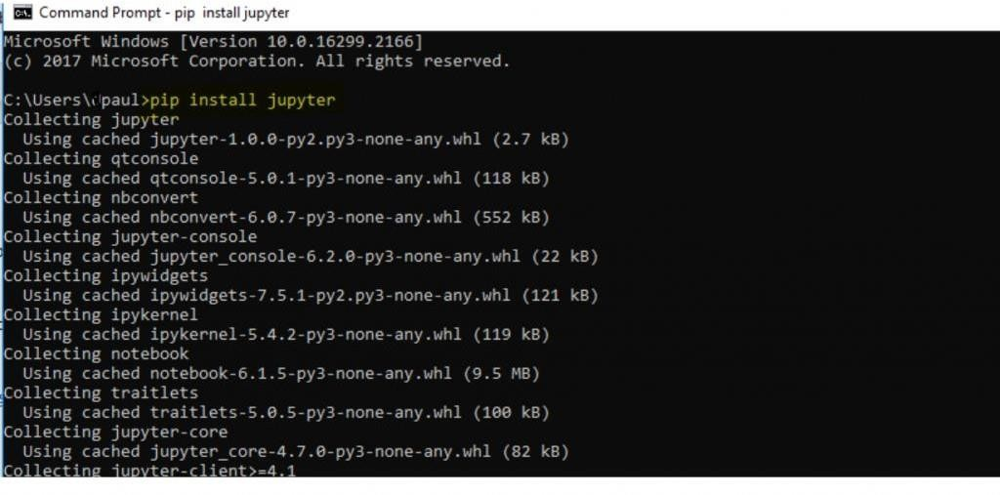 Command Prompt - pip  install jupyter
Microsoft Windows [Version 10.0.16299.2166]
(c) 2017 Microsoft Corporation. All rights reserved.
C:\Users\dpaul>pip install jupyter
Collecting jupyter
  Using cached jupyter-1.0.0-py2.py3-none-any.whl (2.7 kB)
Collecting qtconsole
  Using cached qtconsole-5.0.1-py3-none-any.whl (118 kB)
Collecting nbconvert
  Using cached nbconvert-6.0.7-py3-none-any.whl (552 kB)
Collecting jupyter-console
  Using cached jupyter_console-6.2.0-py3-none-any.whl (22 kB)
Collecting ipywidgets
  Using cached ipywidgets-7.5.1-py2.py3-none-any.whl (121 kB)
Collecting ipykernel
  Using cached ipykernel-5.4.2-py3-none-any.whl (119 kB)
Collecting notebook
  Using cached notebook-6.1.5-py3-none-any.whl (9.5 MB)
Collecting traitlets
  Using cached traitlets-5.0.5-py3-none-any.whl (100 kB)
Collecting jupyter-core
  Using cached jupyter_core-4.7.0-py3-none-any.whl (82 kB)
Collecting jupyter-client>=4.1